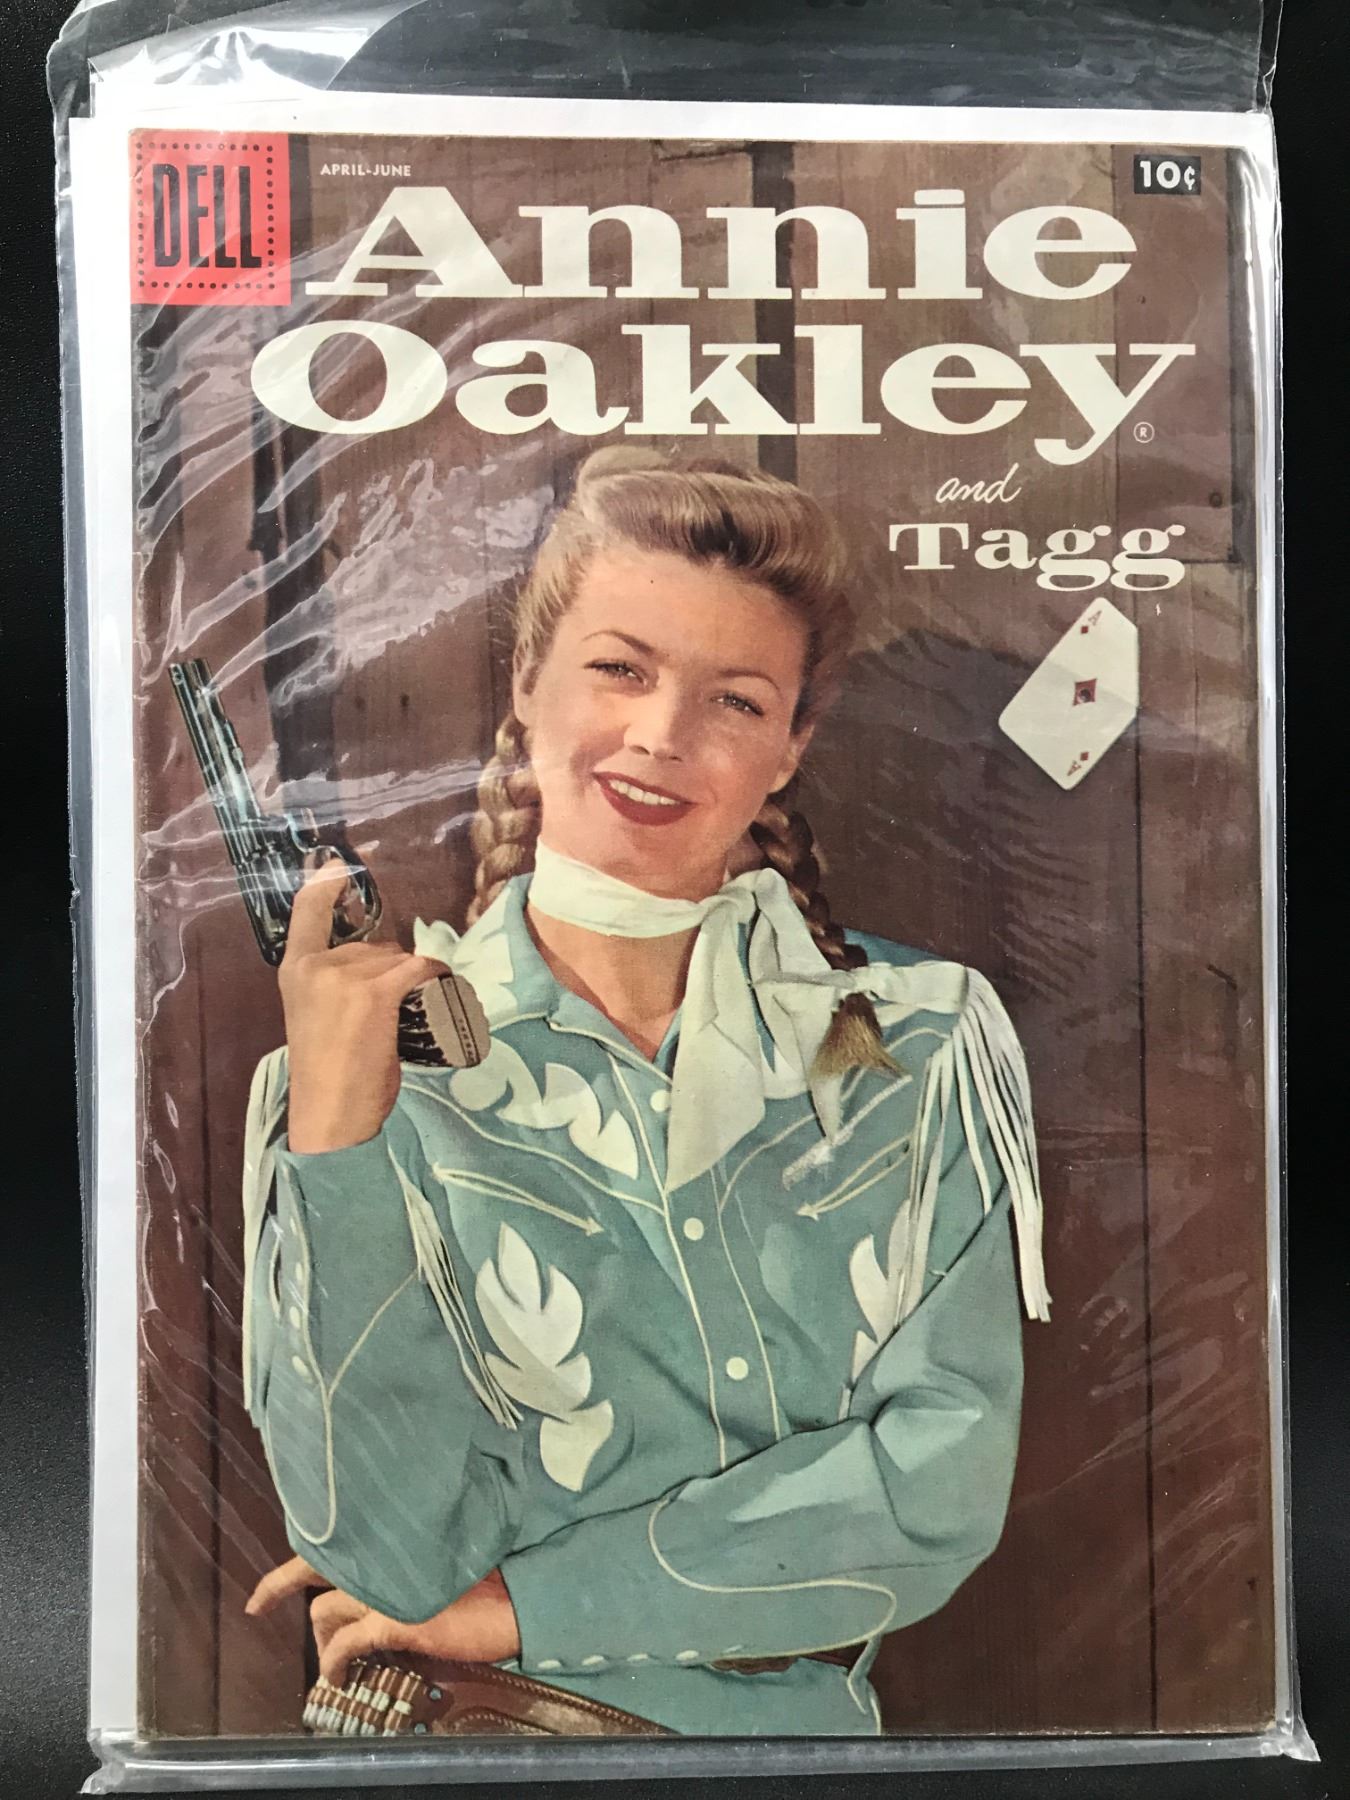 DELL
APRIL-JUNE
10¢
Annie
Oakley®
and
Tagg
A
A